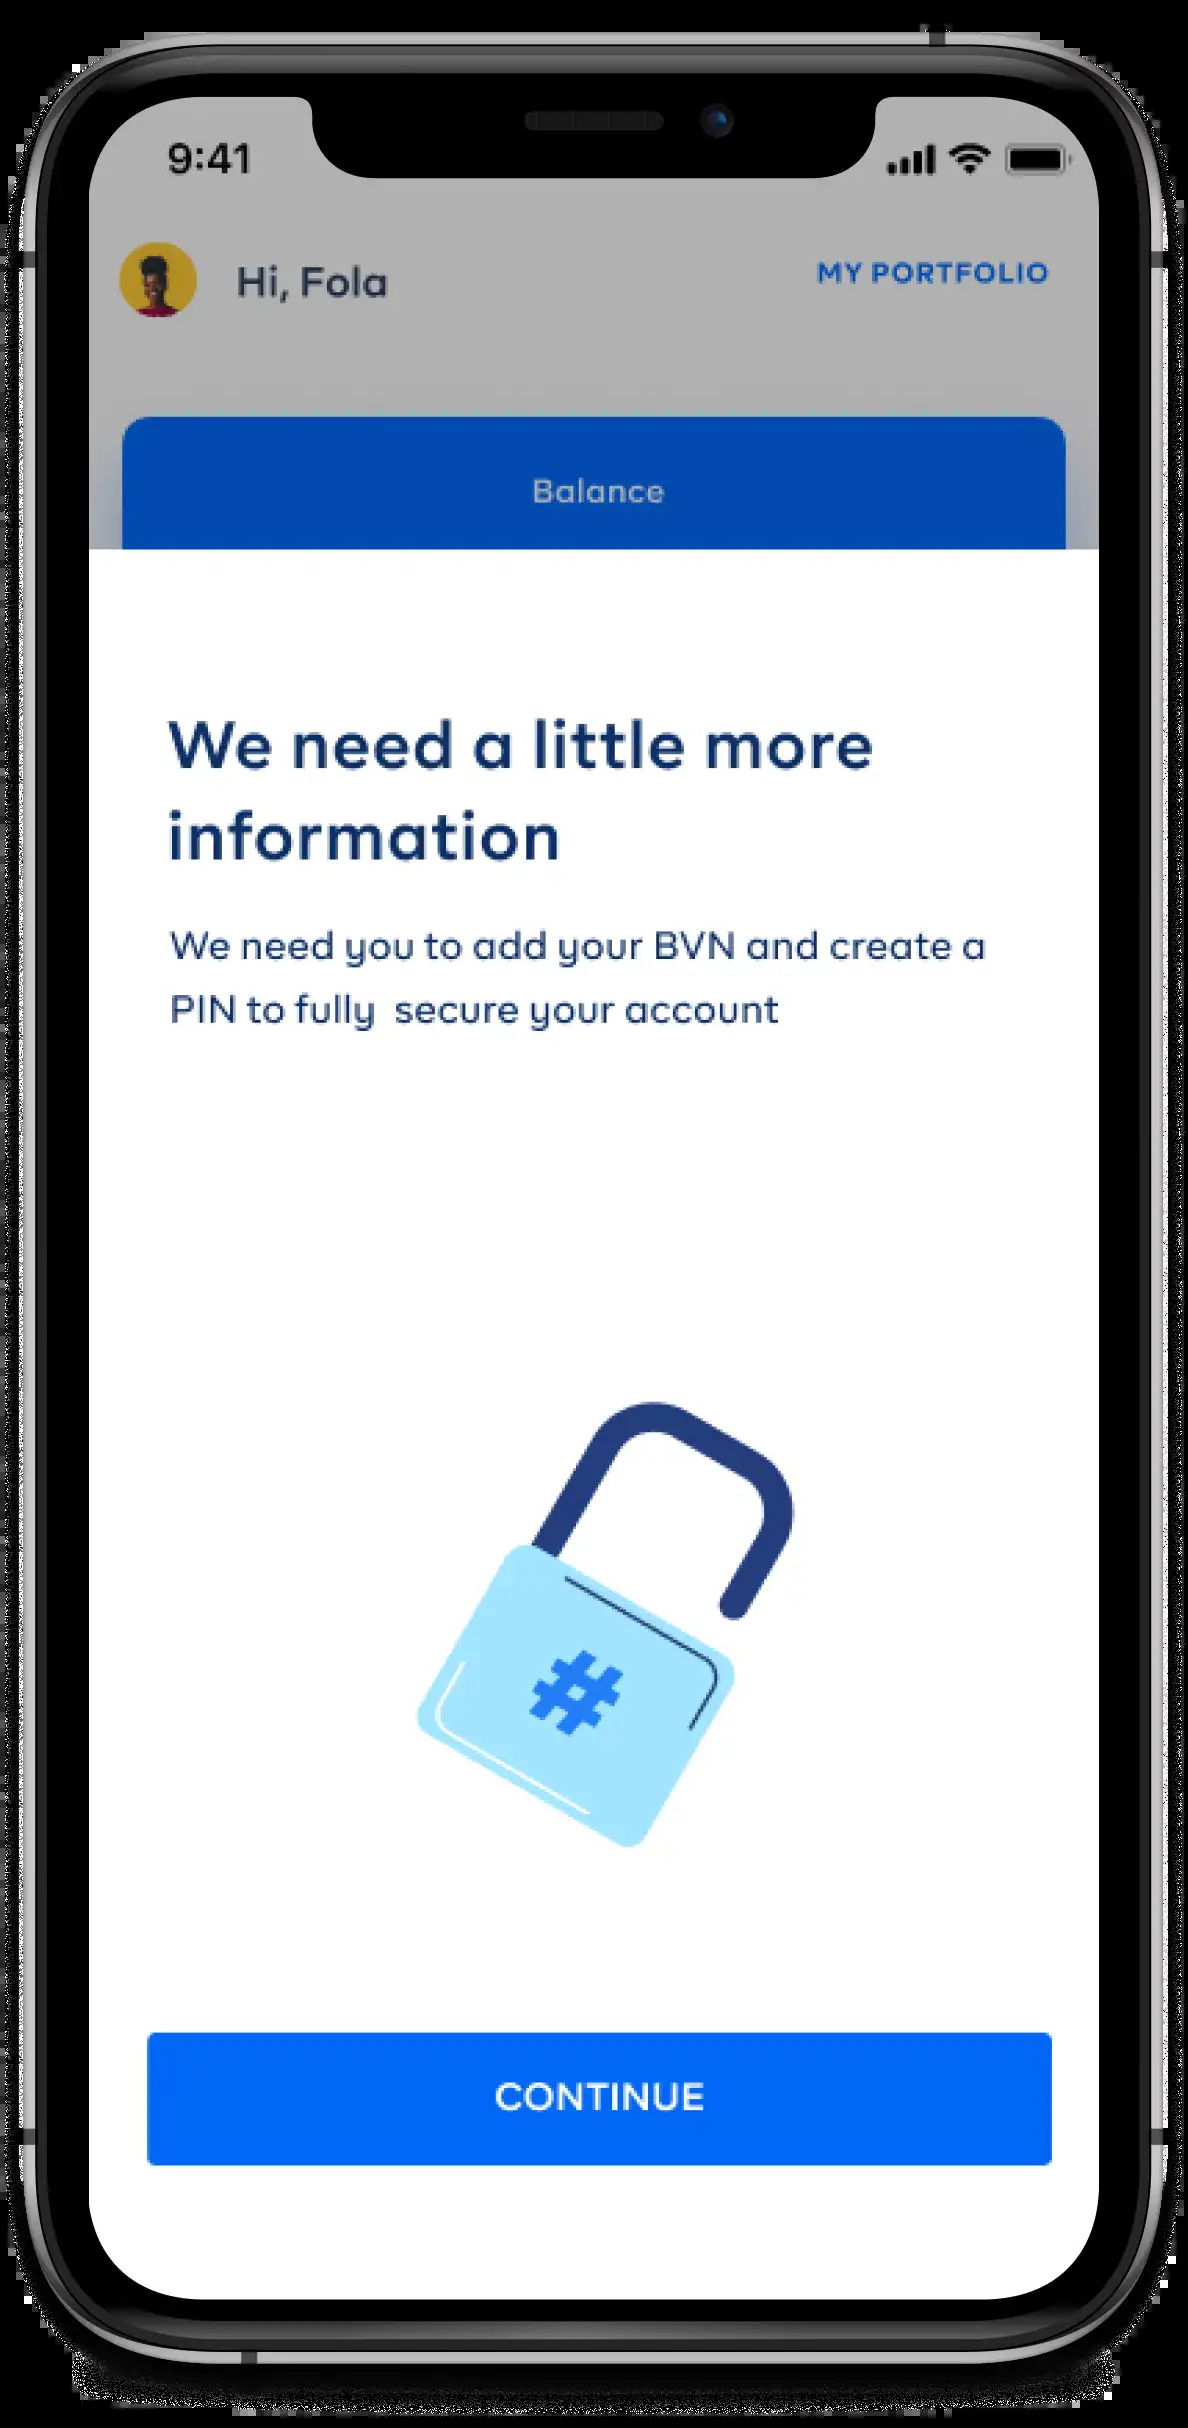 9:41
Hi, Fola
MY PORTFOLIO
Balance
We need a little more
information
We need you to add your BVN and create a
PIN to fully  secure your account
#
CONTINUE